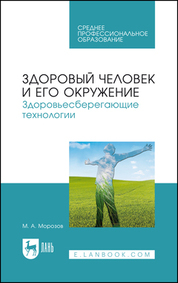 СРЕДНЕЕ
ПРОФЕССИОНАЛЬНОЕ
ОБРАЗОВАНИЕ
ЗДОРОВЫЙ ЧЕЛОВЕК
И ЕГО ОКРУЖЕНИЕ
Здоровьесберегающие
технологии
М. А. Морозов
ЛАНЬ
E.LANBOOK.COM